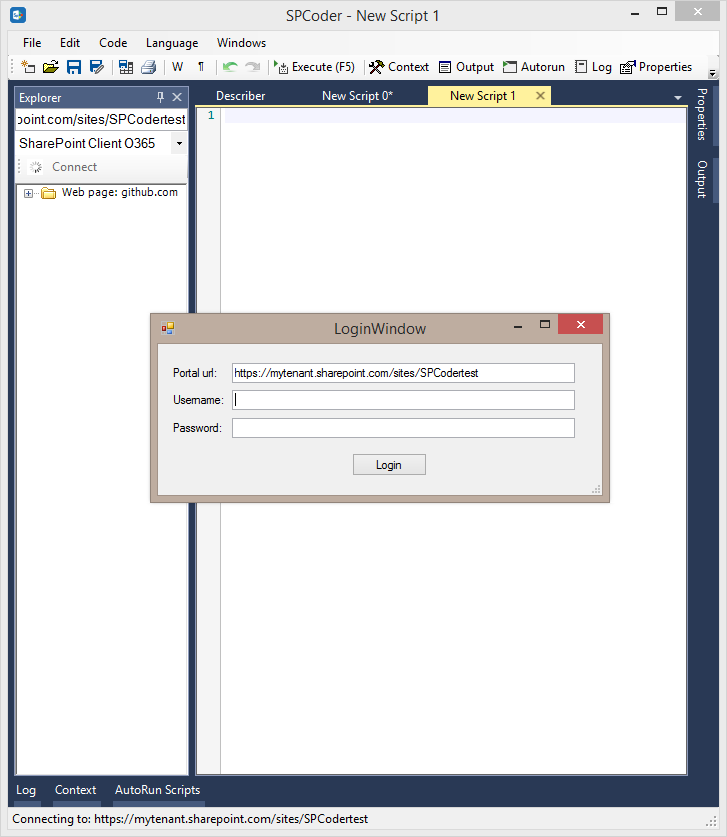 SPCoder - New Script 1
File Edit Code Language Windows
W ¶ Execute (F5) Context Output Autorun Log Properties
Explorer
Describer New Script 0* New Script 1
point.com/sites/SPCodertest
1
SharePoint Client O365
Connect
Web page: github.com
Properties
Output
LoginWindow
Portal url: https://mytenant.sharepoint.com/sites/SPCodertest
Username:
Password:
Login
Log Context AutoRun Scripts
Connecting to: https://mytenant.sharepoint.com/sites/SPCodertest